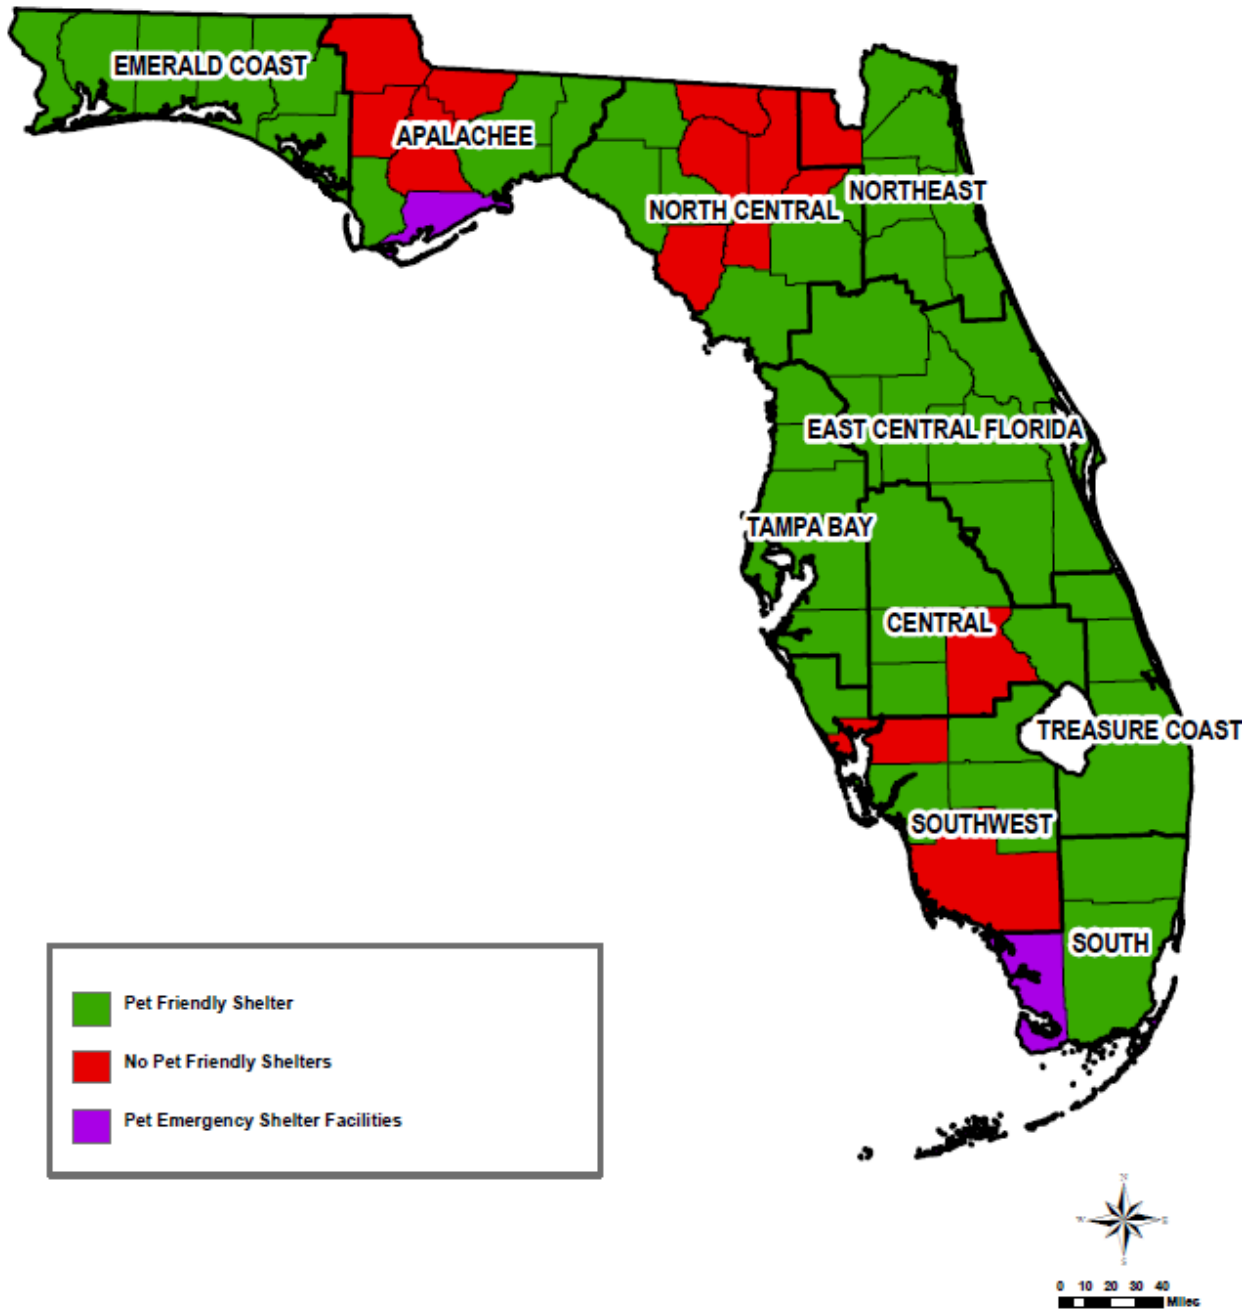 EMERALD COAST
APALACHEE
NORTHEAST
NORTH CENTRAL
EAST CENTRAL FLORIDA
TAMPA BAY
CENTRAL
TREASURE COAST
SOUTHWEST
SOUTH
Pet Friendly Shelter
No Pet Friendly Shelters
Pet Emergency Shelter Facilities
N
W E
S
0 10 20 30 40
Miles